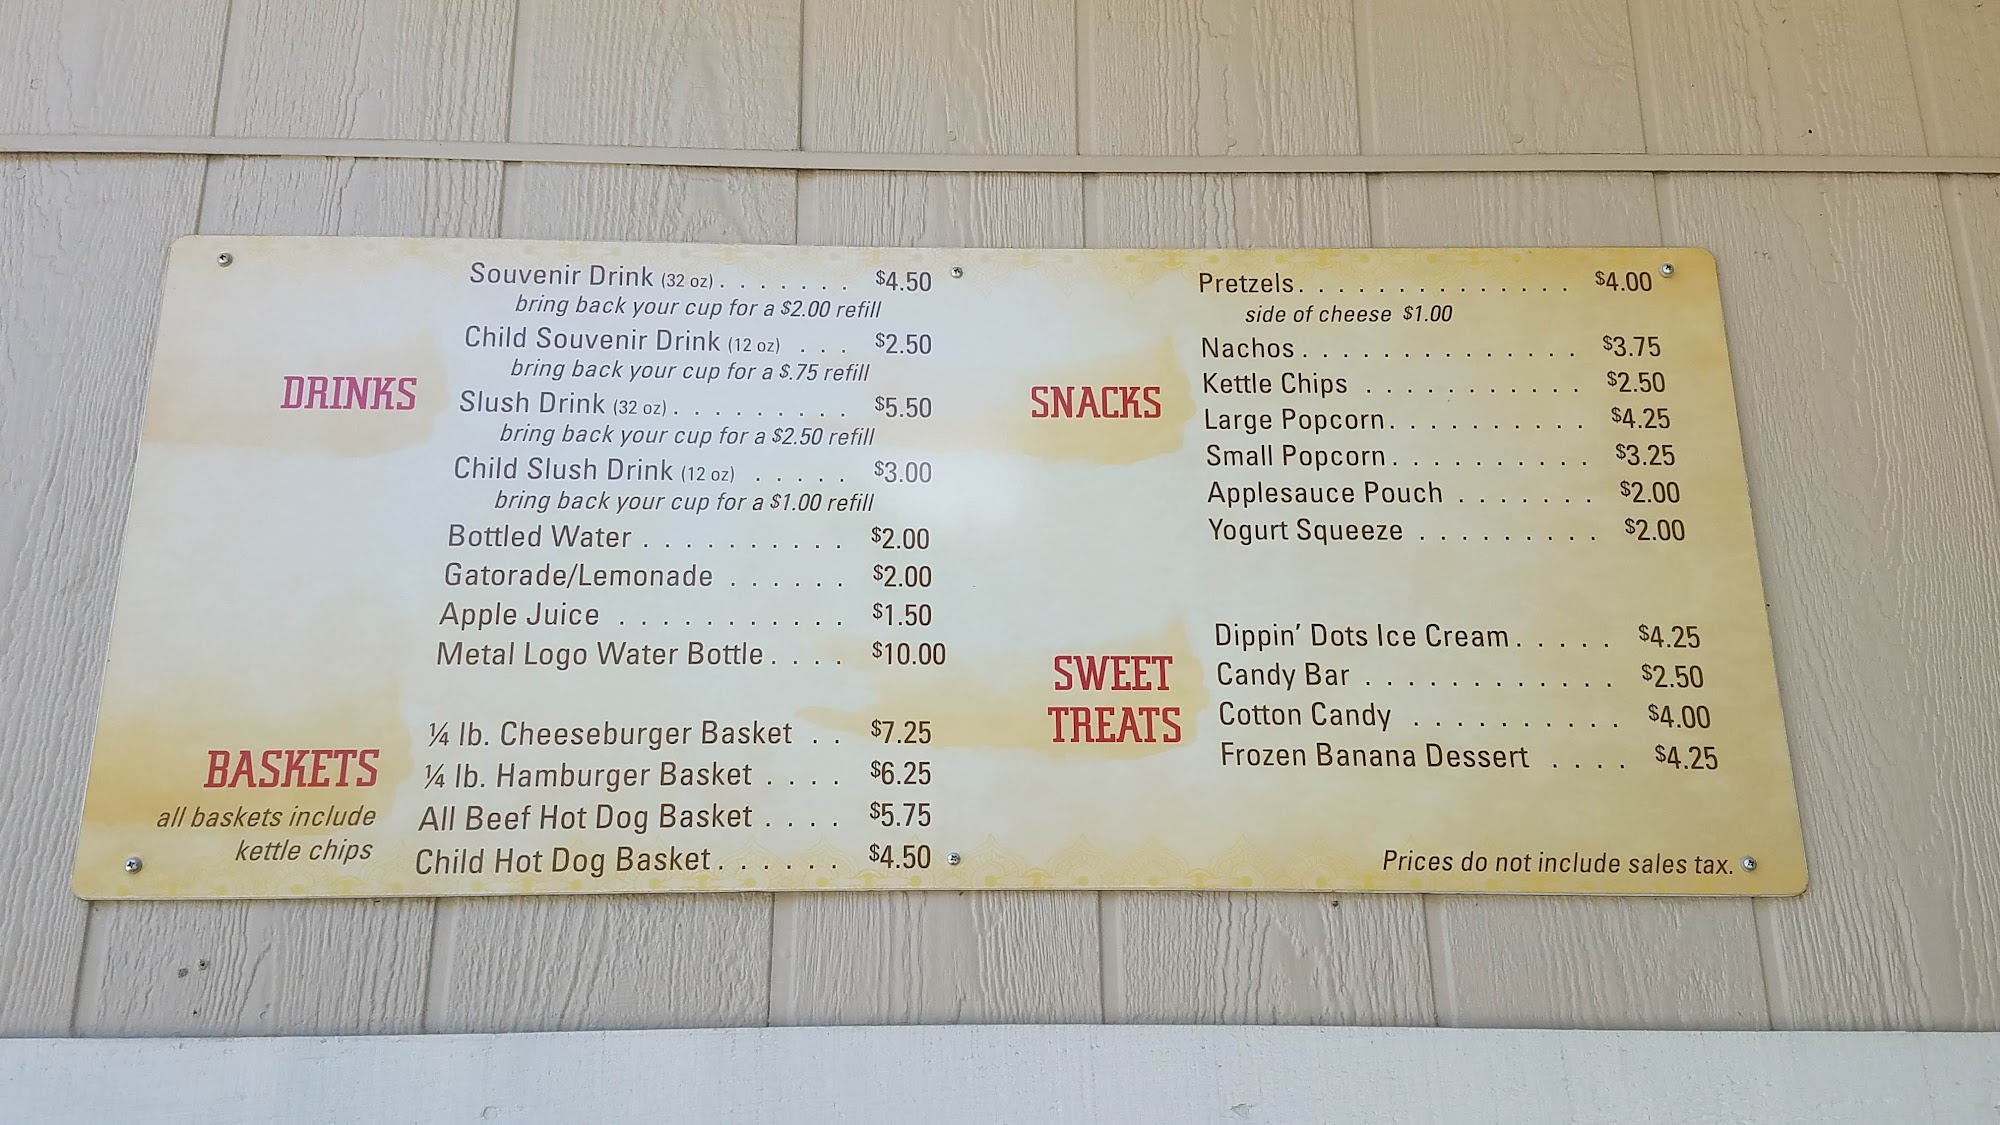 DRINKS
Souvenir Drink (32 oz) . . . . . . . $4.50
bring back your cup for a $2.00 refill
Child Souvenir Drink (12 oz) . . . $2.50
bring back your cup for a $.75 refill
Slush Drink (32 oz) . . . . . . . . . $5.50
bring back your cup for a $2.50 refill
Child Slush Drink (12 oz) . . . . . $3.00
bring back your cup for a $1.00 refill
Bottled Water . . . . . . . . . . $2.00
Gatorade/Lemonade . . . . . . $2.00
Apple Juice . . . . . . . . . . . $1.50
Metal Logo Water Bottle . . . . $10.00
BASKETS
all baskets include
kettle chips
¼ lb. Cheeseburger Basket . . $7.25
¼ lb. Hamburger Basket . . . . $6.25
All Beef Hot Dog Basket . . . . $5.75
Child Hot Dog Basket . . . . . . $4.50
SNACKS
Pretzels . . . . . . . . . . . . . . $4.00
side of cheese $1.00
Nachos . . . . . . . . . . . . . . $3.75
Kettle Chips . . . . . . . . . . . $2.50
Large Popcorn . . . . . . . . . . $4.25
Small Popcorn . . . . . . . . . . $3.25
Applesauce Pouch . . . . . . . $2.00
Yogurt Squeeze . . . . . . . . . $2.00
SWEET
TREATS
Dippin' Dots Ice Cream . . . . . $4.25
Candy Bar . . . . . . . . . . . . $2.50
Cotton Candy . . . . . . . . . . $4.00
Frozen Banana Dessert . . . . $4.25
Prices do not include sales tax.